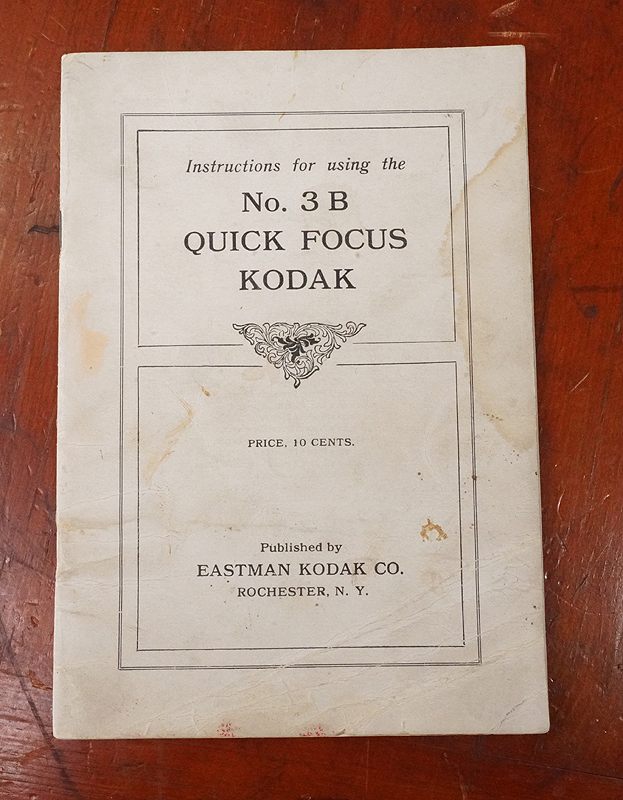 Instructions for using the
No. 3 B
QUICK FOCUS
KODAK
PRICE, 10 CENTS.
Published by
EASTMAN KODAK CO.
ROCHESTER, N. Y.